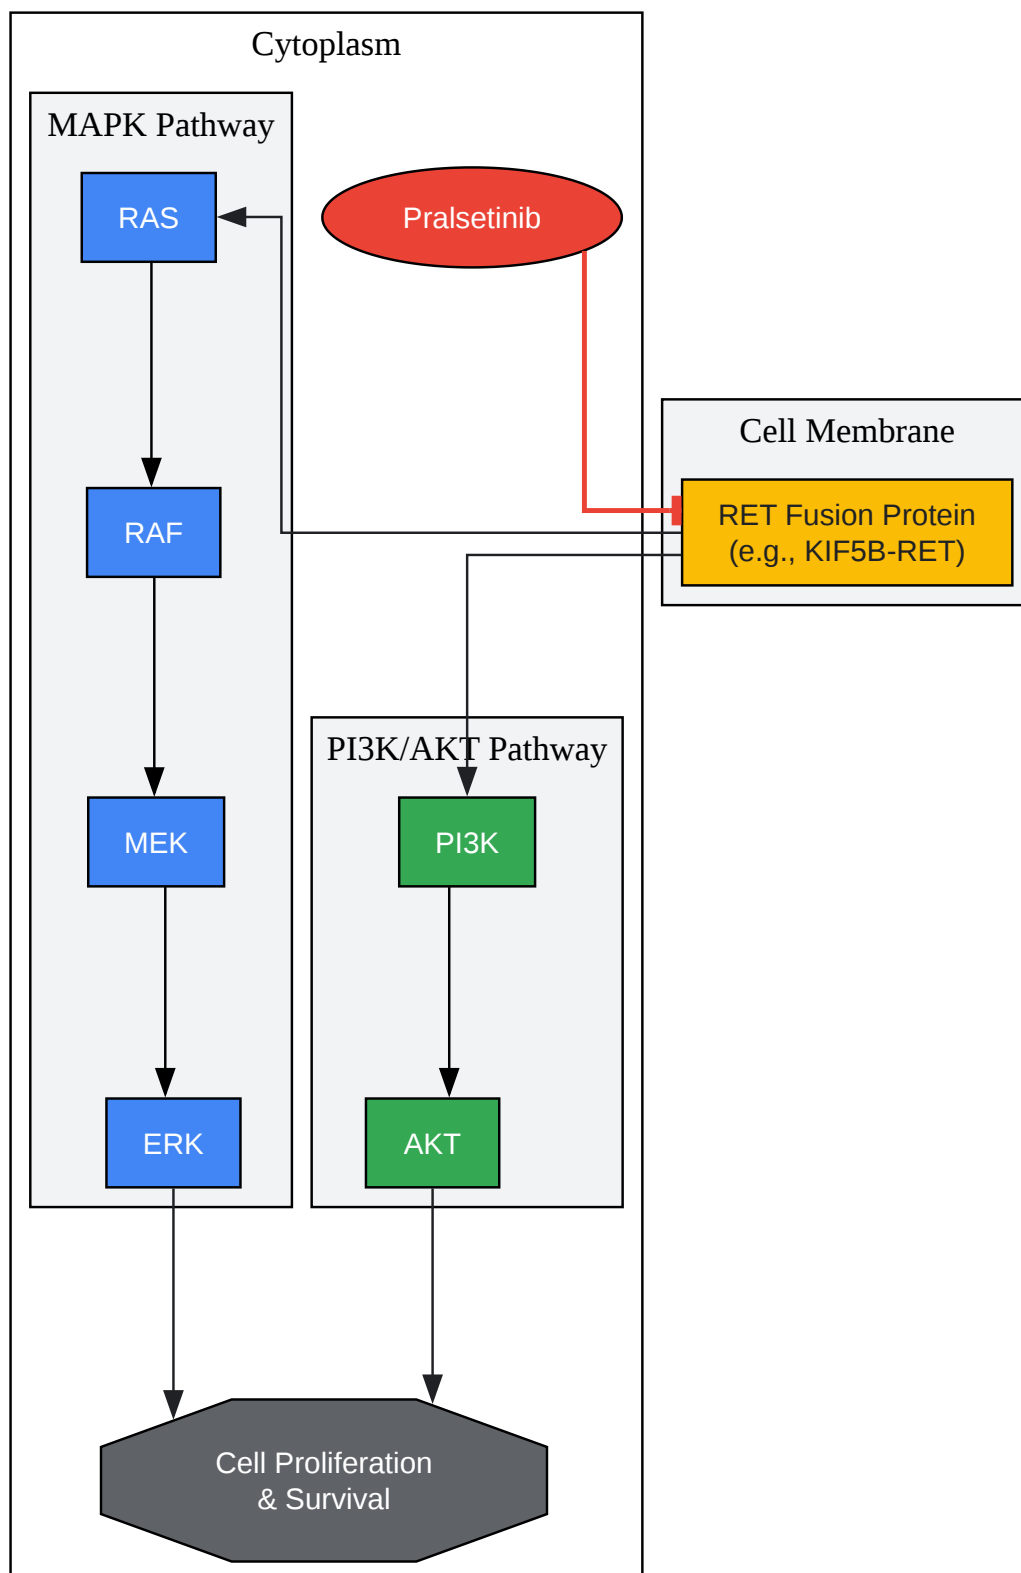 Cytoplasm
MAPK Pathway
RAS
Pralsetinib
Cell Membrane
RET Fusion Protein
(e.g., KIF5B-RET)
RAF
PI3K/AKT Pathway
MEK
PI3K
ERK
AKT
Cell Proliferation
& Survival